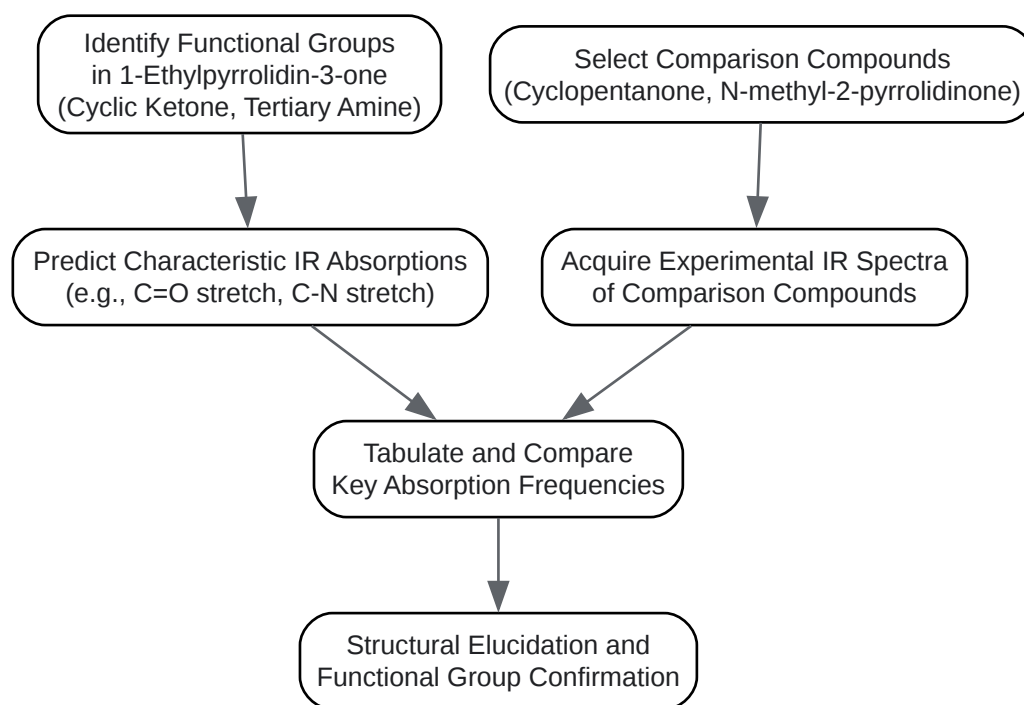 Identify Functional Groups
in 1-Ethylpyrrolidin-3-one
(Cyclic Ketone, Tertiary Amine)
Select Comparison Compounds
(Cyclopentanone, N-methyl-2-pyrrolidinone)
Predict Characteristic IR Absorptions
(e.g., C=O stretch, C-N stretch)
Acquire Experimental IR Spectra
of Comparison Compounds
Tabulate and Compare
Key Absorption Frequencies
Structural Elucidation and
Functional Group Confirmation